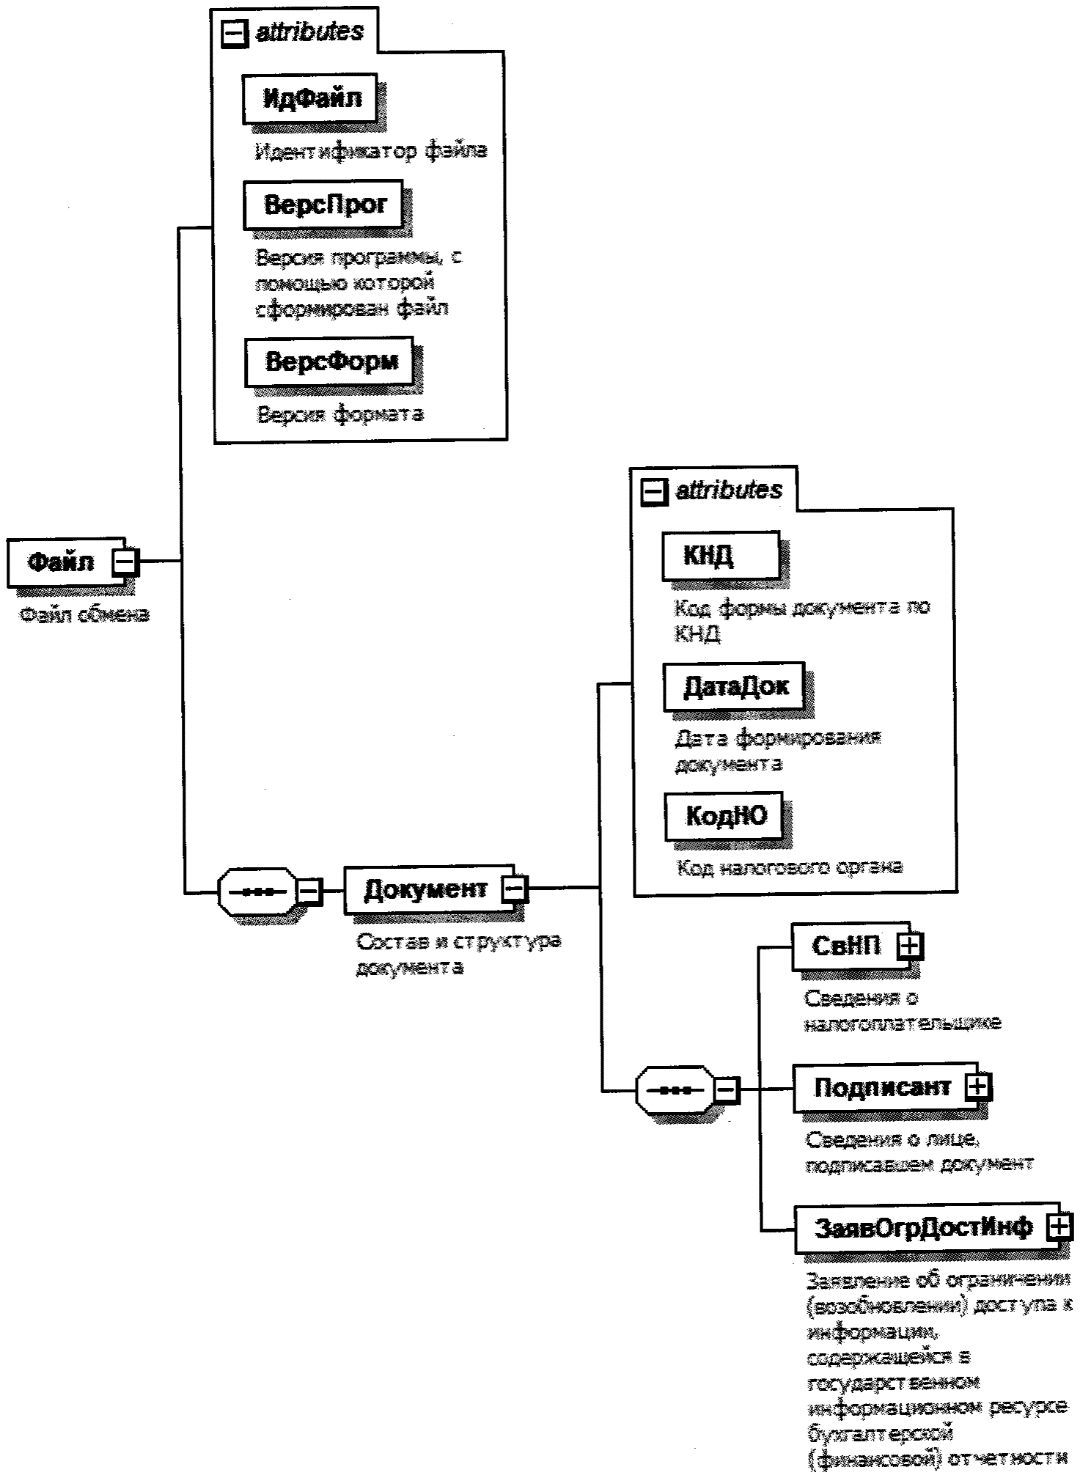 attributes
ИдФайл
Идентификатор файла
ВерсПрог
Версия программы, с
помощью которой
сформирован файл
ВерсФорм
Версия формата
Файл
Файл обмена
attributes
КНД
Код формы документа по
КНД
ДатаДок
Дата формирования
документа
КодНО
Код налогового органа
Документ
Состав и структура
документа
СвНП
Сведения о
налогоплательщике
Подписант
Сведения о лице,
подписавшем документ
ЗаявОгрДостИнф
Заявление об ограничении
(возобновлении) доступа к
информации,
содержащейся в
государственном
информационном ресурсе
бухгалтерской
(финансовой) отчетности